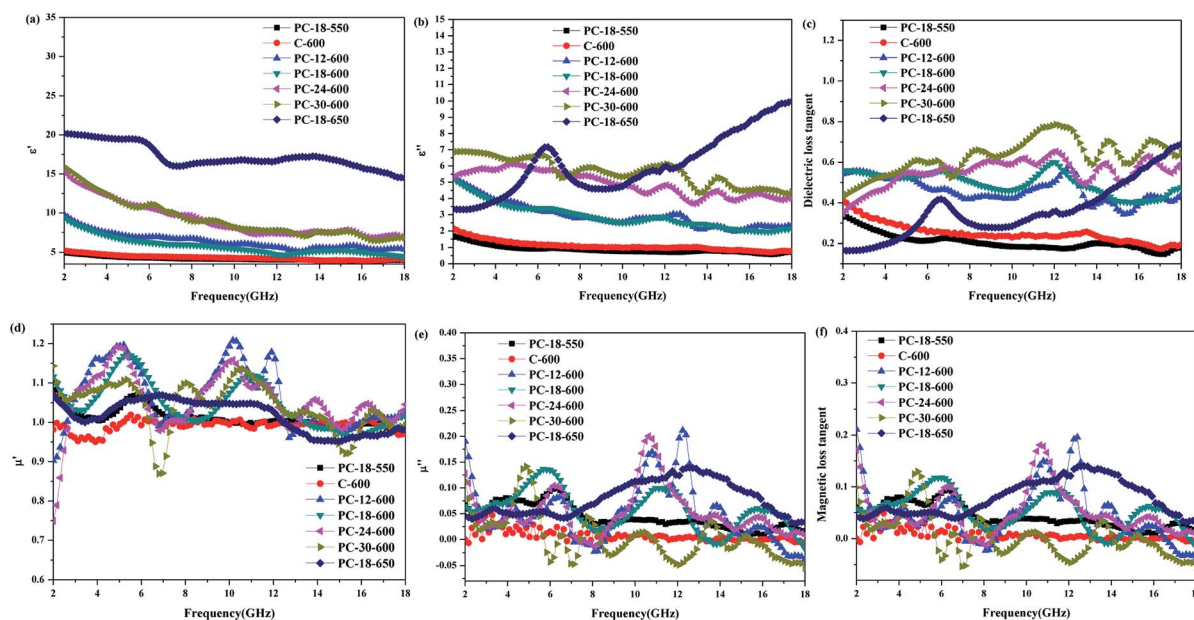 (a)
35
30
25
20
15
10
5
ε'
PC-18-550
C-600
PC-12-600
PC-18-600
PC-24-600
PC-30-600
PC-18-650
2 4 6 8 10 12 14 16 18
Frequency(GHz)
(b)
15
14
13
12
11
10
9
8
7
6
5
4
3
2
1
0
ε"
PC-18-550
C-600
PC-12-600
PC-18-600
PC-24-600
PC-30-600
PC-18-650
2 4 6 8 10 12 14 16 18
Frequency(GHz)
(c)
1.2
1.0
0.8
0.6
0.4
0.2
Dielectric loss tangent
PC-18-550
C-600
PC-12-600
PC-18-600
PC-24-600
PC-30-600
PC-18-650
2 4 6 8 10 12 14 16 18
Frequency(GHz)
(d)
1.2
1.1
1.0
0.9
0.8
0.7
0.6
μ'
PC-18-550
C-600
PC-12-600
PC-18-600
PC-24-600
PC-30-600
PC-18-650
2 4 6 8 10 12 14 16 18
Frequency(GHz)
(e)
0.40
0.35
0.30
0.25
0.20
0.15
0.10
0.05
0.00
-0.05
μ"
PC-18-550
C-600
PC-12-600
PC-18-600
PC-24-600
PC-30-600
PC-18-650
2 4 6 8 10 12 14 16 18
Frequency(GHz)
(f)
0.4
0.3
0.2
0.1
0.0
Magnetic loss tangent
PC-18-550
C-600
PC-12-600
PC-18-600
PC-24-600
PC-30-600
PC-18-650
2 4 6 8 10 12 14 16 18
Frequency(GHz)